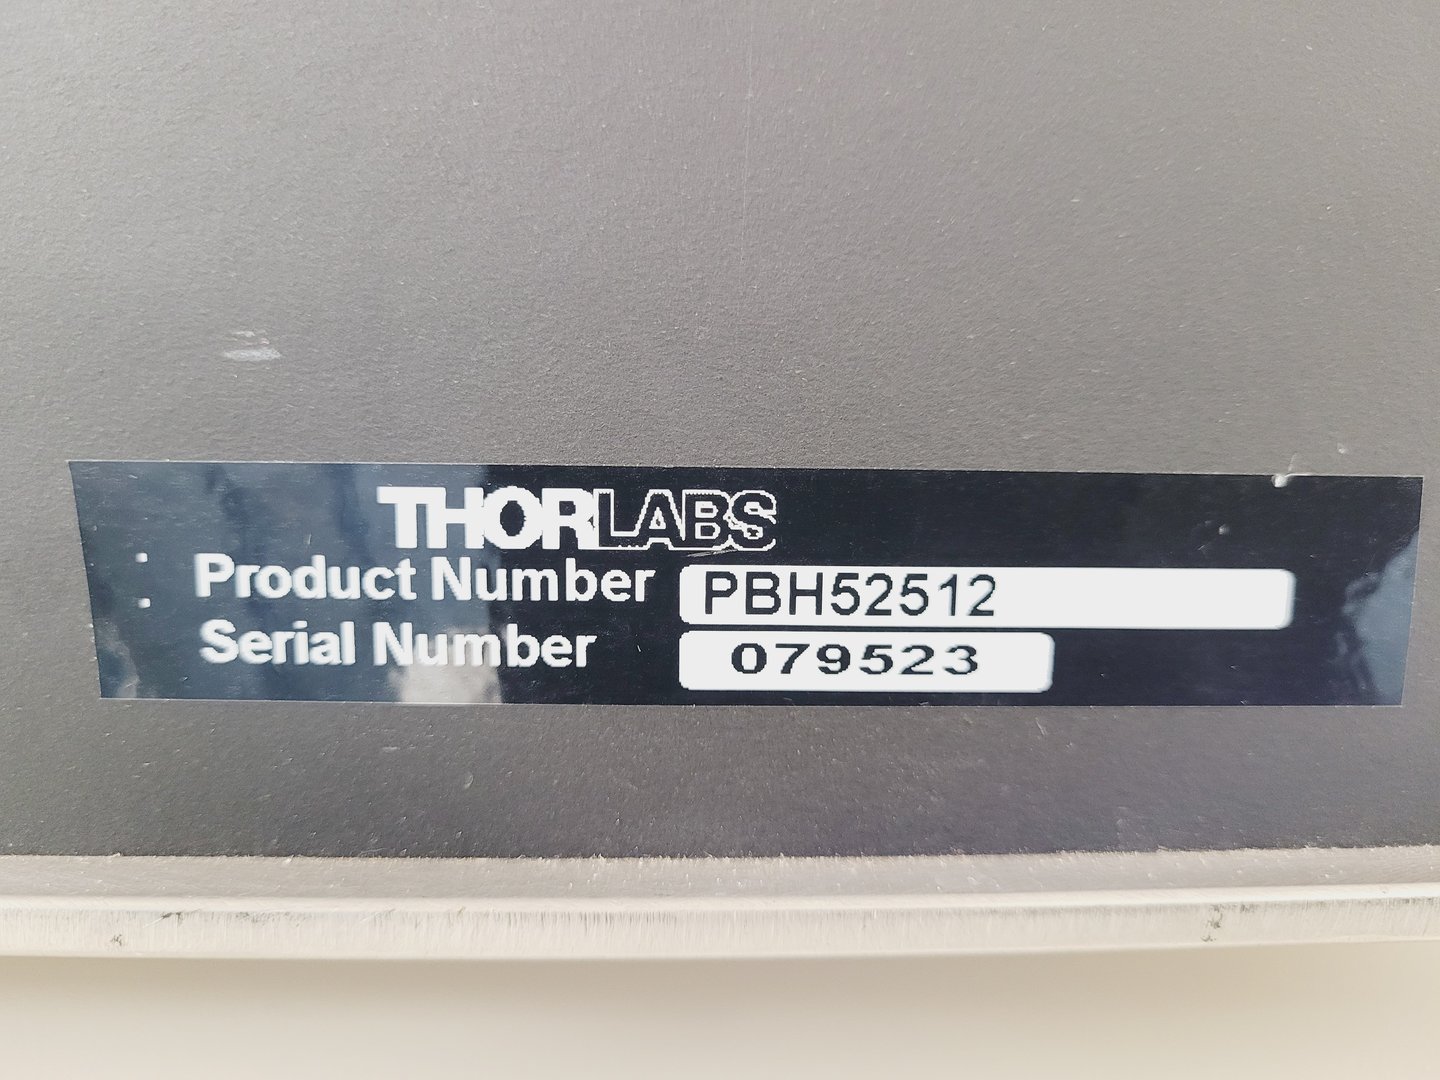 THORLABS
Product Number PBH52512
Serial Number 079523